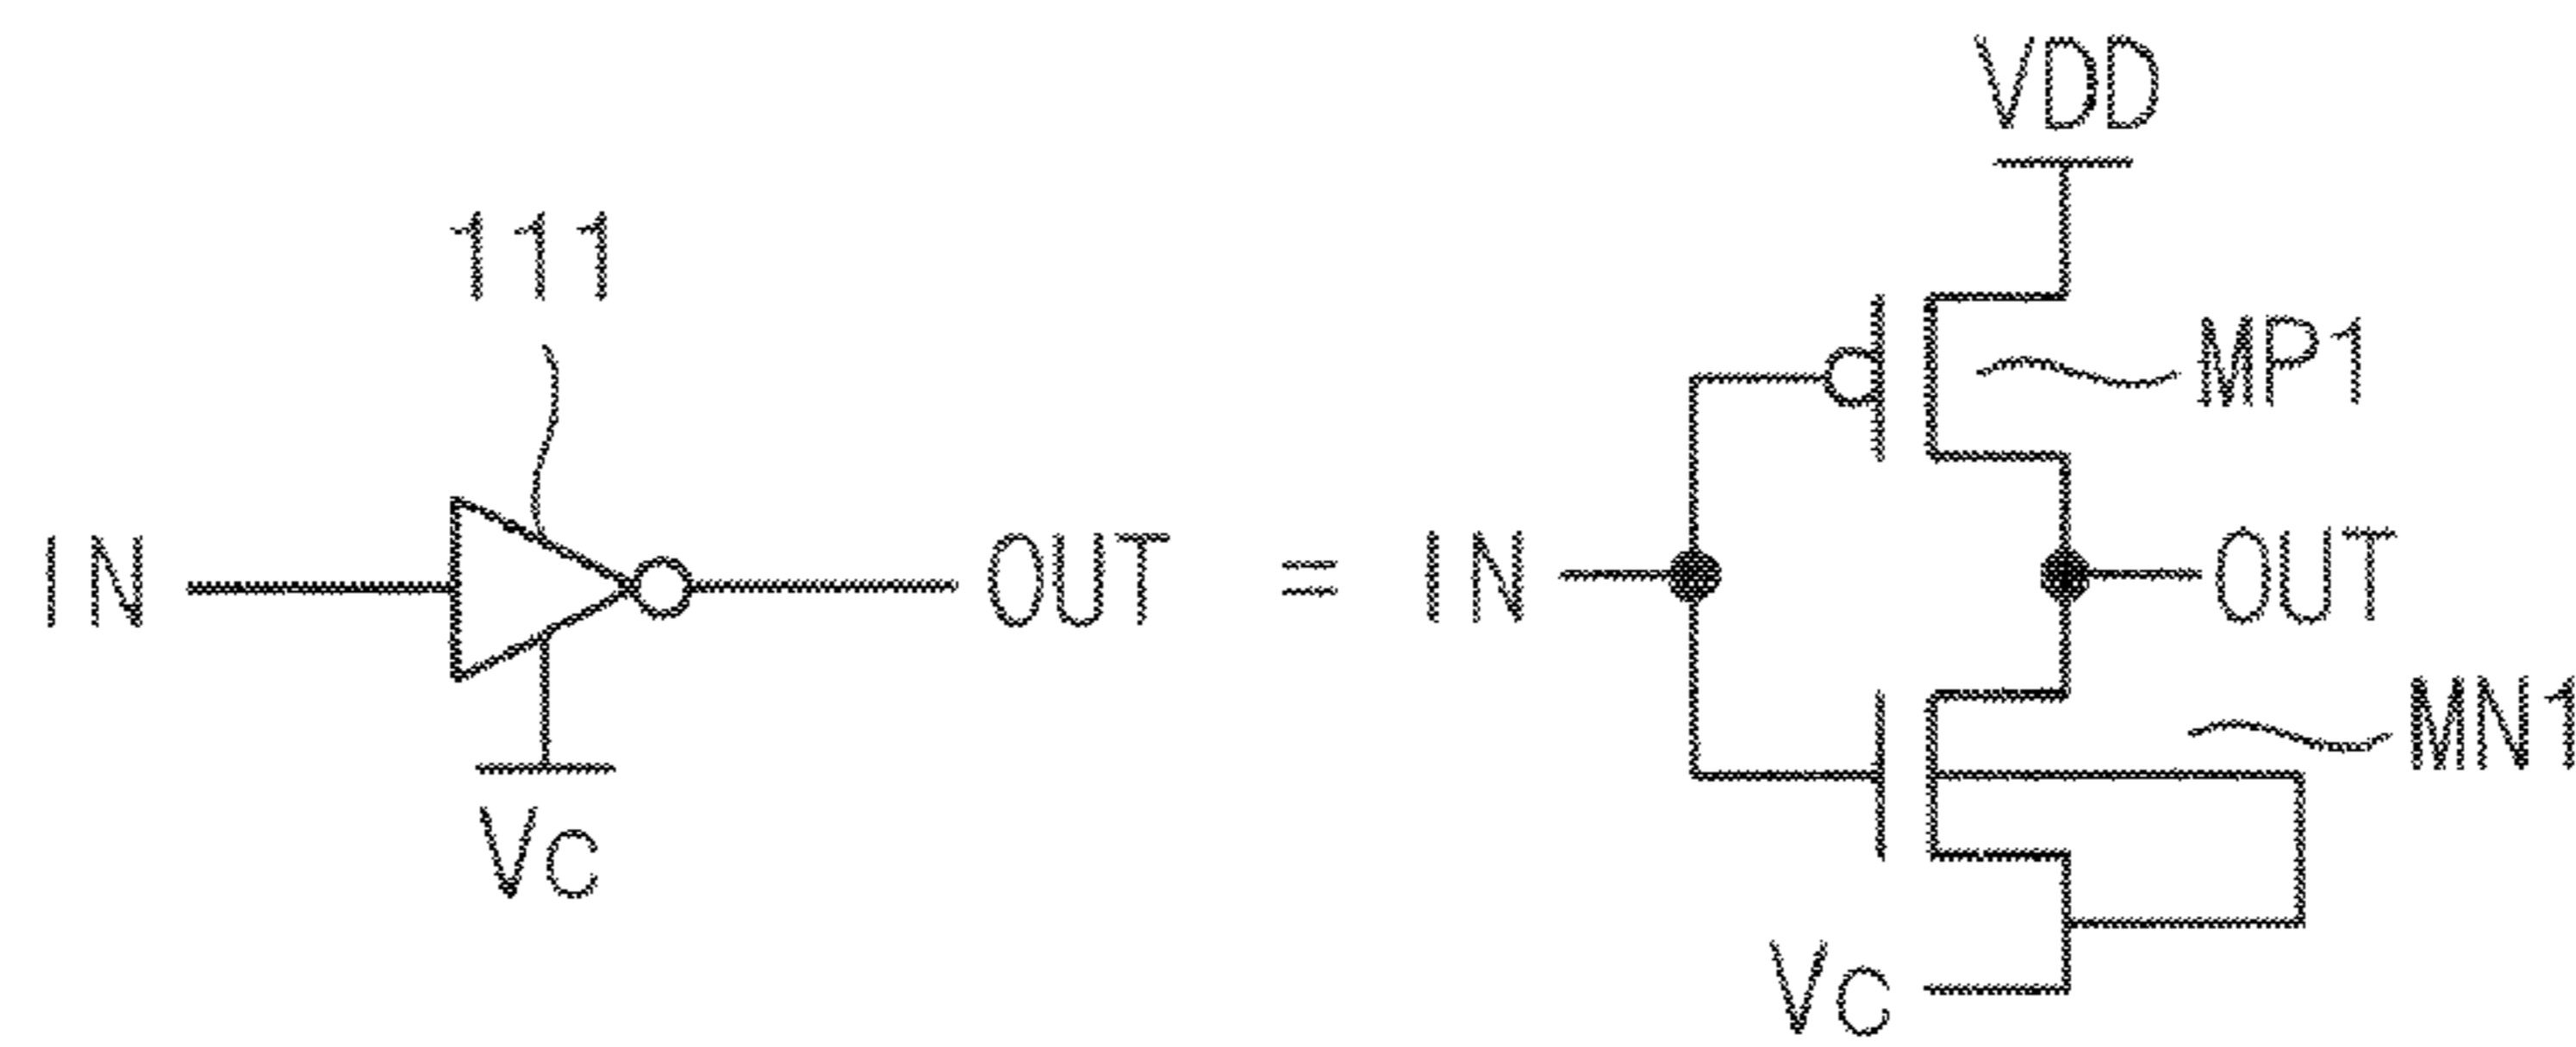 VDD
111
MP1
IN OUT = IN OUT
MN1
Vc
Vc